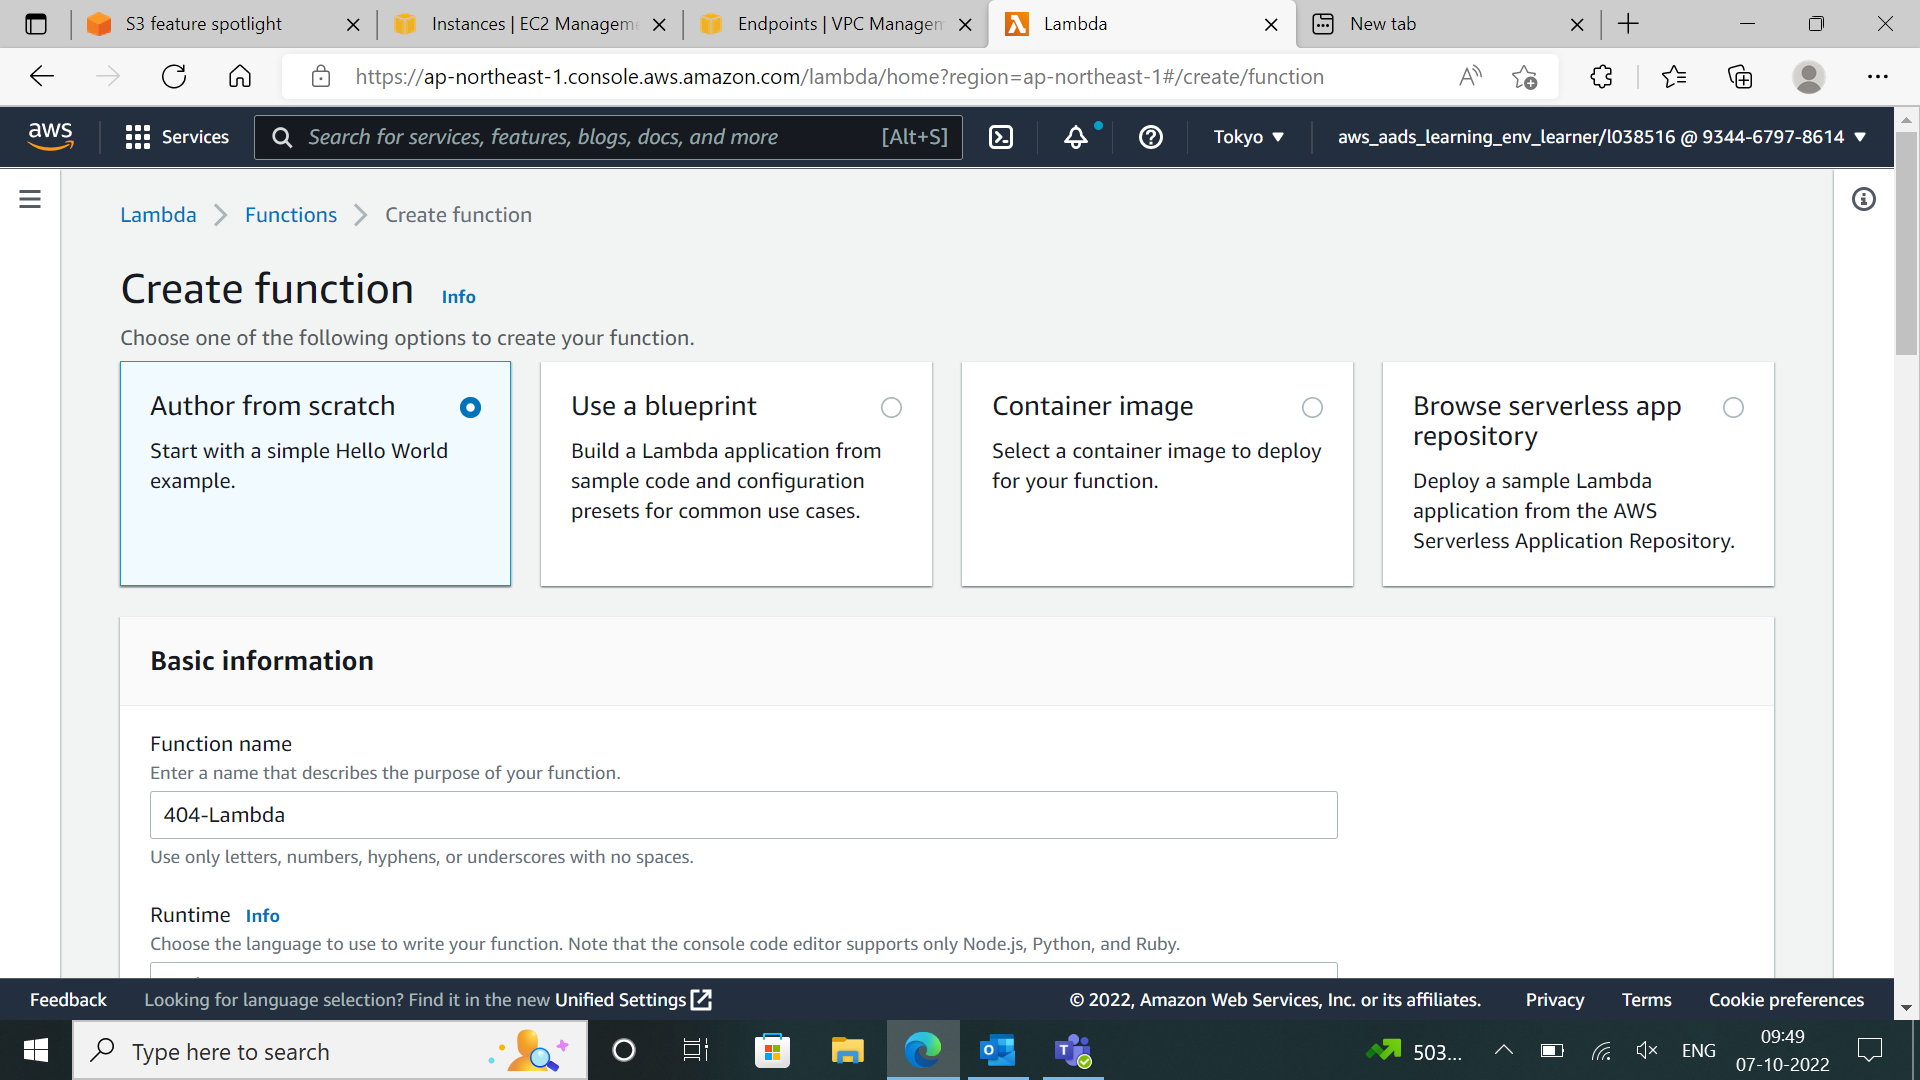 S3 feature spotlight
Instances | EC2 Manageme
Endpoints | VPC Managem
Lambda
New tab
https://ap-northeast-1.console.aws.amazon.com/lambda/home?region=ap-northeast-1#/create/function
aws
Services
Search for services, features, blogs, docs, and more
[Alt+S]
Tokyo
aws_aads_learning_env_learner/l038516 @ 9344-6797-8614
Lambda
Functions
Create function
Create function
Info
Choose one of the following options to create your function.
Author from scratch
Start with a simple Hello World
example.
Use a blueprint
Build a Lambda application from
sample code and configuration
presets for common use cases.
Container image
Select a container image to deploy
for your function.
Browse serverless app
repository
Deploy a sample Lambda
application from the AWS
Serverless Application Repository.
Basic information
Function name
Enter a name that describes the purpose of your function.
404-Lambda
Use only letters, numbers, hyphens, or underscores with no spaces.
Runtime Info
Choose the language to use to write your function. Note that the console code editor supports only Node.js, Python, and Ruby.
Feedback
Looking for language selection? Find it in the new Unified Settings
© 2022, Amazon Web Services, Inc. or its affiliates.
Privacy
Terms
Cookie preferences
Type here to search
503...
ENG
09:49
07-10-2022